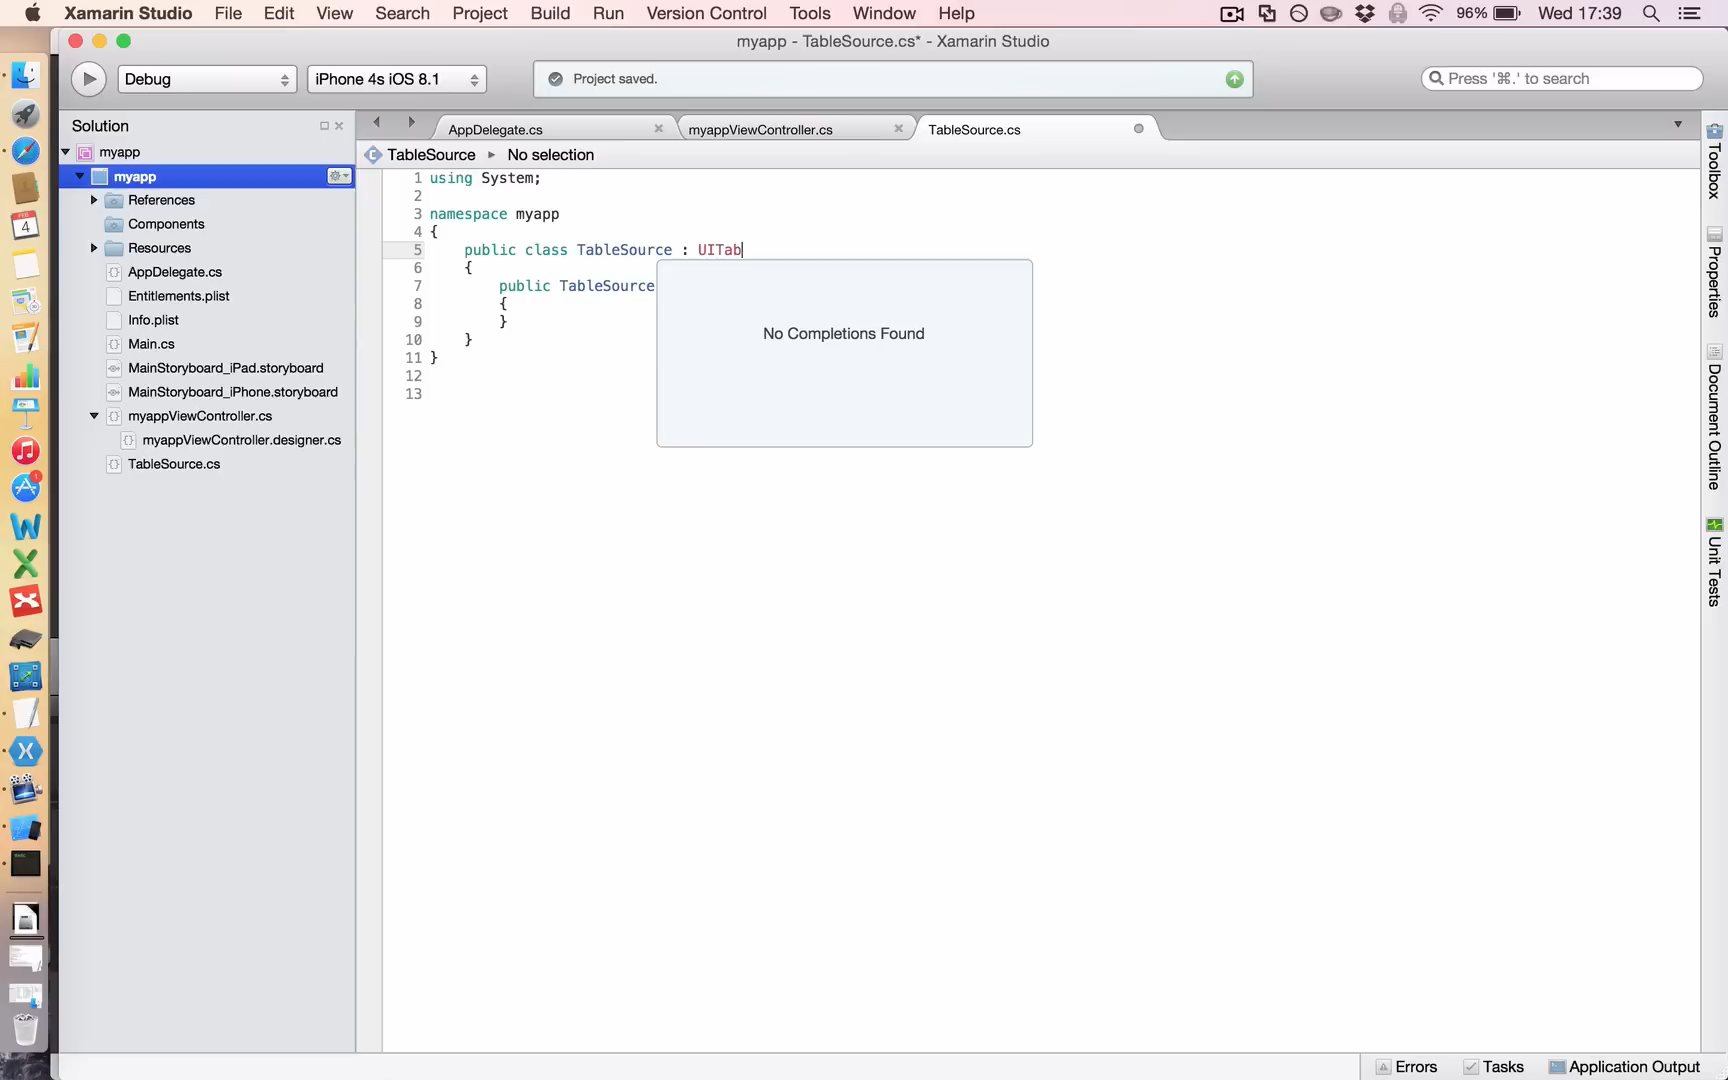 Xamarin Studio File Edit View Search Project Build Run Version Control Tools Window Help 96% Wed 17:39
myapp - TableSource.cs* - Xamarin Studio
Debug iPhone 4s iOS 8.1 Project saved. Press '⌘.' to search
Solution
AppDelegate.cs myappViewController.cs TableSource.cs
TableSource ▸ No selection
myapp
myapp
References
Components
Resources
AppDelegate.cs
Entitlements.plist
Info.plist
Main.cs
MainStoryboard_iPad.storyboard
MainStoryboard_iPhone.storyboard
myappViewController.cs
myappViewController.designer.cs
TableSource.cs
1 using System;
2
3 namespace myapp
4 {
5 public class TableSource : UITab
6 {
7 public TableSource
8 {
9 }
10 }
11 }
12
13
No Completions Found
Toolbox
Properties
Document Outline
Unit Tests
Errors Tasks Application Output